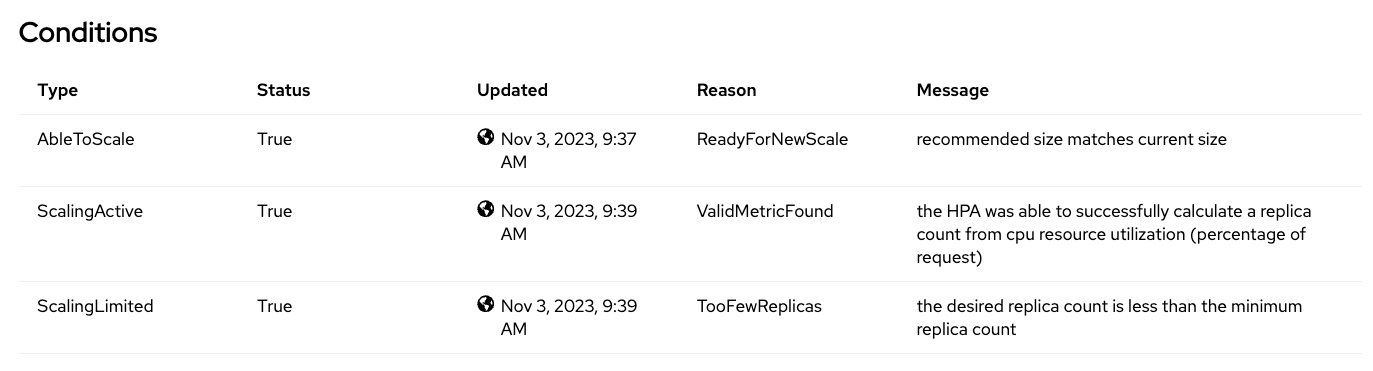 Conditions
Type Status Updated Reason Message
AbleToScale True Nov 3, 2023, 9:37 ReadyForNewScale recommended size matches current size
AM
ScalingActive True Nov 3, 2023, 9:39 ValidMetricFound the HPA was able to successfully calculate a replica
AM count from cpu resource utilization (percentage of
request)
ScalingLimited True Nov 3, 2023, 9:39 TooFewReplicas the desired replica count is less than the minimum
AM replica count